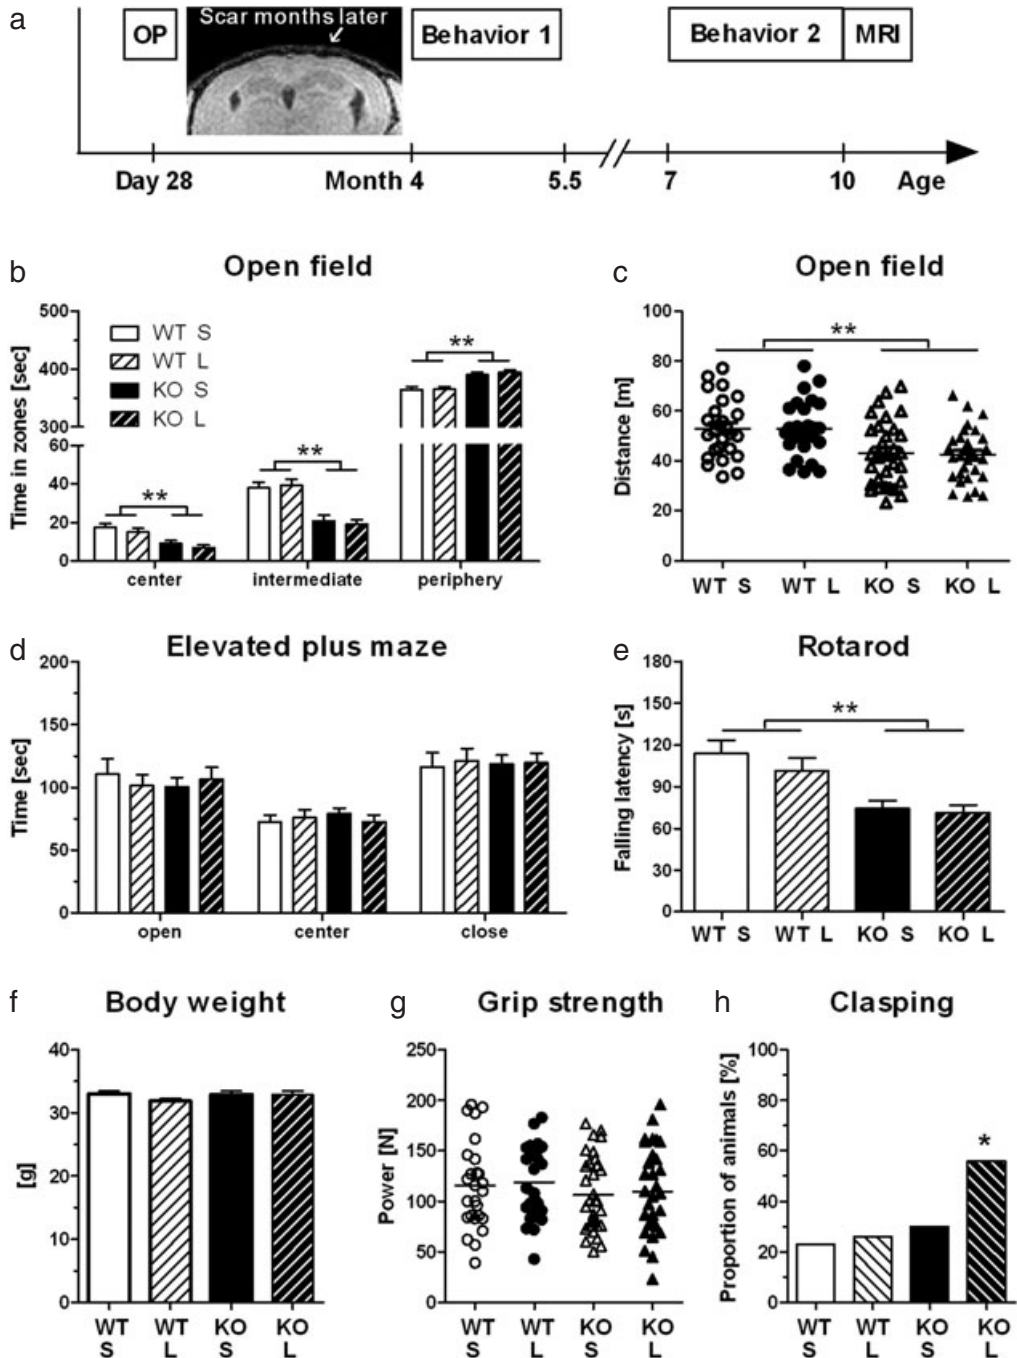 a
Scar months later
OP
Behavior 1
Behavior 2
MRI
Day 28
Month 4
5.5
7
10
Age
b
Open field
Time in zones [sec]
500
400
300
60
40
20
0
WT S
WT L
KO S
KO L
**
**
**
center
intermediate
periphery
c
Open field
Distance [m]
100
80
60
40
20
0
**
WT S
WT L
KO S
KO L
d
Elevated plus maze
Time [sec]
200
150
100
50
0
open
center
close
e
Rotarod
Falling latency [s]
180
150
120
90
60
30
0
**
WT S
WT L
KO S
KO L
f
Body weight
[g]
40
30
20
10
0
WT S
WT L
KO S
KO L
g
Grip strength
Power [N]
250
200
150
100
50
0
WT S
WT L
KO S
KO L
h
Clasping
Proportion of animals [%]
100
80
60
40
20
0
*
WT S
WT L
KO S
KO L